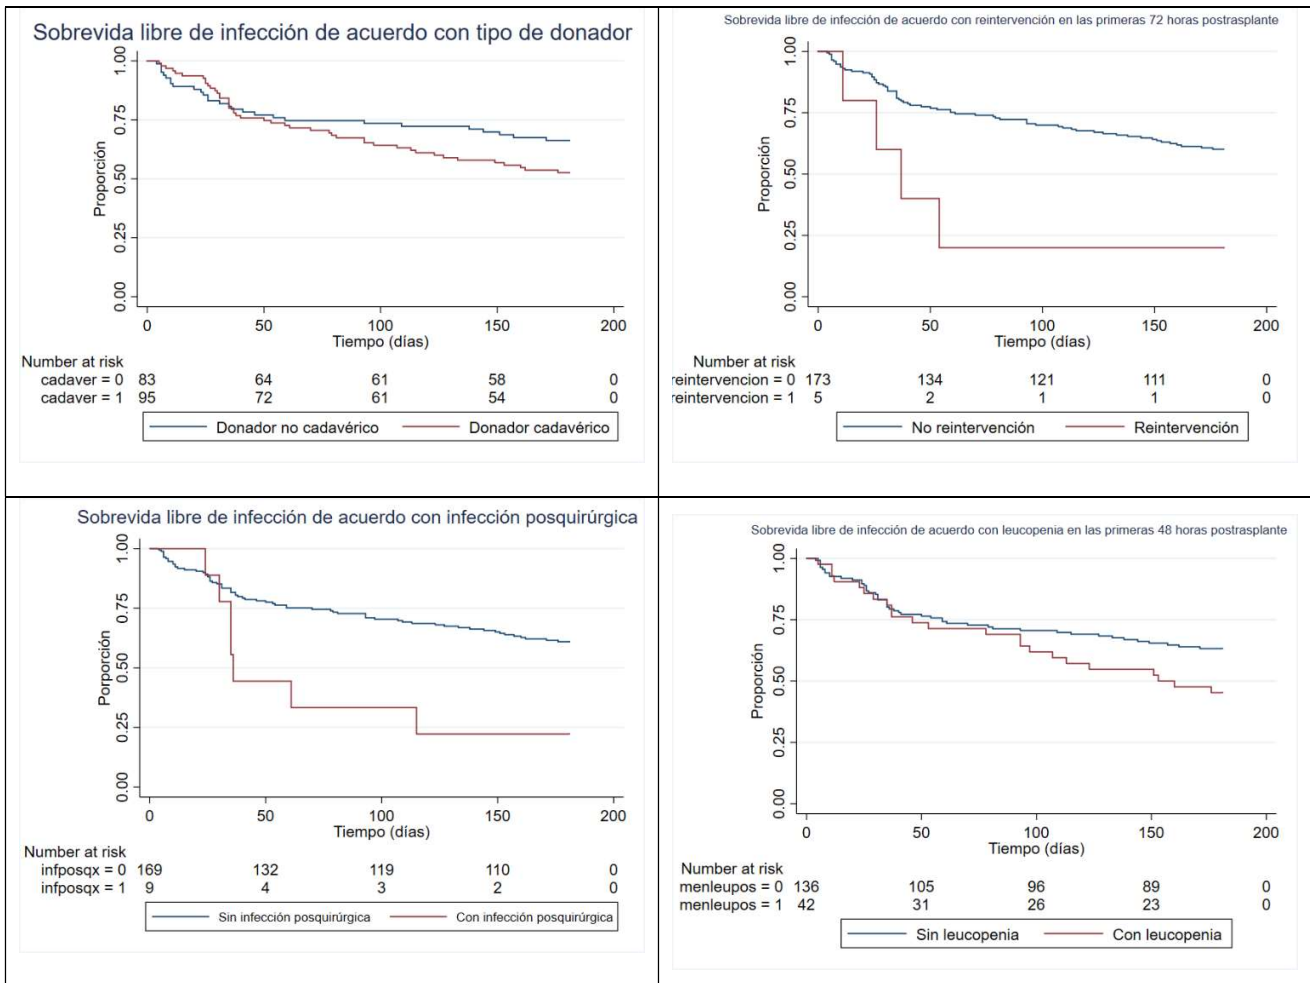 Sobrevida libre de infección de acuerdo con tipo de donador
Proporción
1.00
0.75
0.50
0.25
0.00
0 50 100 150 200
Tiempo (días)
Number at risk
cadaver = 0 83 64 61 58 0
cadaver = 1 95 72 61 54 0
Donador no cadavérico Donador cadavérico
Sobrevida libre de infección de acuerdo con reintervención en las primeras 72 horas postrasplante
Proporción
1.00
0.75
0.50
0.25
0.00
0 50 100 150 200
Tiempo (días)
Number at risk
reintervencion = 0 173 134 121 111 0
reintervencion = 1 5 2 1 1 0
No reintervención Reintervención
Sobrevida libre de infección de acuerdo con infección posquirúrgica
Porporción
1.00
0.75
0.50
0.25
0.00
0 50 100 150 200
Tiempo (días)
Number at risk
infposqx = 0 169 132 119 110 0
infposqx = 1 9 4 3 2 0
Sin infección posquirúrgica Con infección posquirúrgica
Sobrevida libre de infección de acuerdo con leucopenia en las primeras 48 horas postrasplante
Proporción
1.00
0.75
0.50
0.25
0.00
0 50 100 150 200
Tiempo (días)
Number at risk
menleupos = 0 136 105 96 89 0
menleupos = 1 42 31 26 23 0
Sin leucopenia Con leucopenia